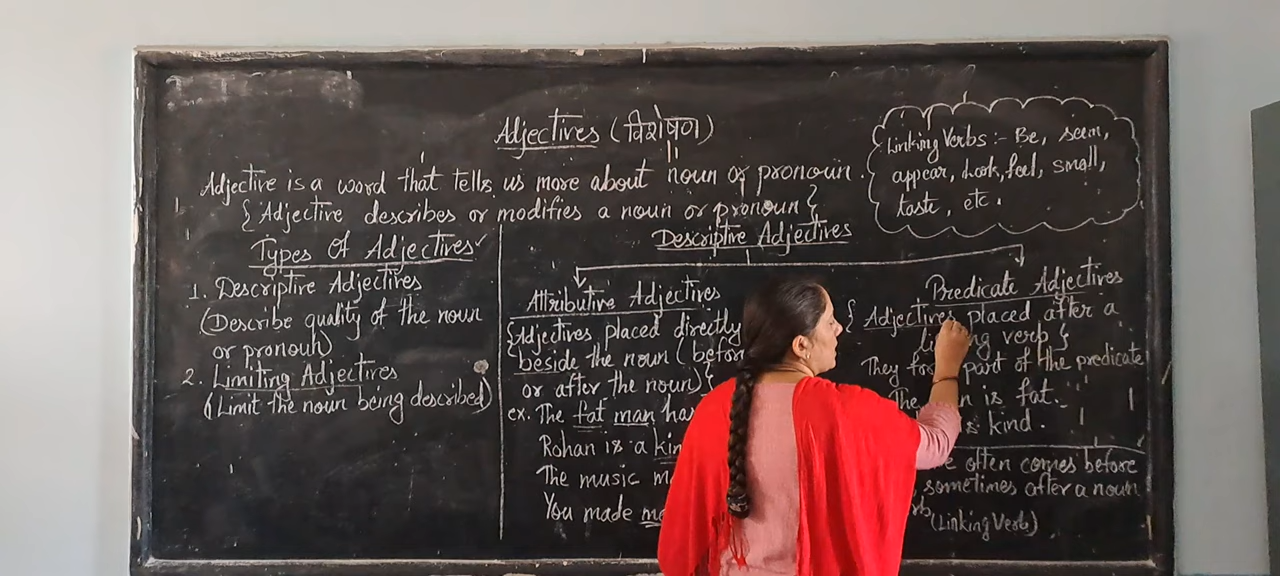 Adjectives (विशेषण)
Adjective is a word that tells us more about noun or pronoun.
{Adjective describes or modifies a noun or pronoun}
Linking Verbs :- Be, seem,
appear, Look, feel, small,
taste, etc.
Types Of Adjectives
1. Descriptive Adjectives
(Describe quality of the noun
or pronoun)
2. Limiting Adjectives
(Limit the noun being described)
Descriptive Adjectives
Attributive Adjectives
{Adjectives placed directly
beside the noun (before
or after the noun)}
ex. The fat man
Rohan is a
The music
You made
Predicate Adjectives
{Adjectives placed after a
verb}
They part of the predicate
The is fat.
is kind.
often comes before
sometimes after a noun
(Linking Verb)